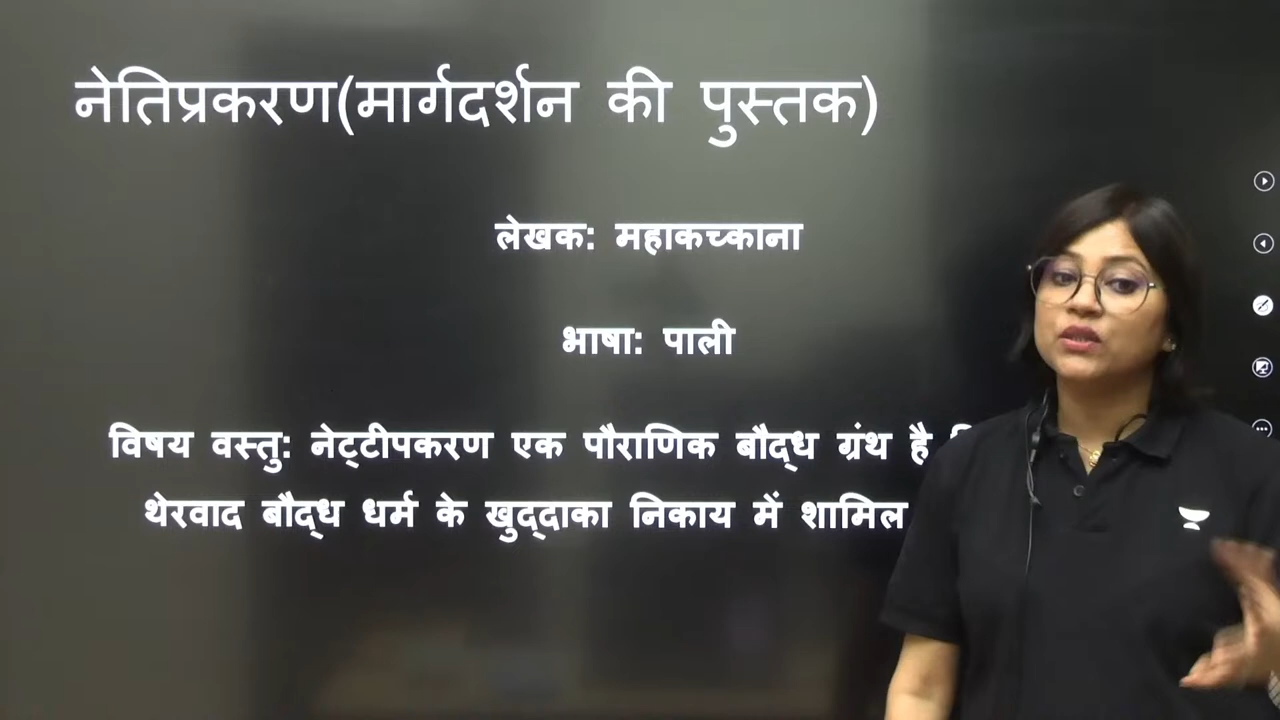 नेतिप्रकरण(मार्गदर्शन की पुस्तक)
लेखक: महाकच्काना
भाषा: पाली
विषय वस्तु: नेट्टीपकरण एक पौराणिक बौद्ध ग्रंथ है
थेरवाद बौद्ध धर्म के खुद्दाका निकाय में शामिल